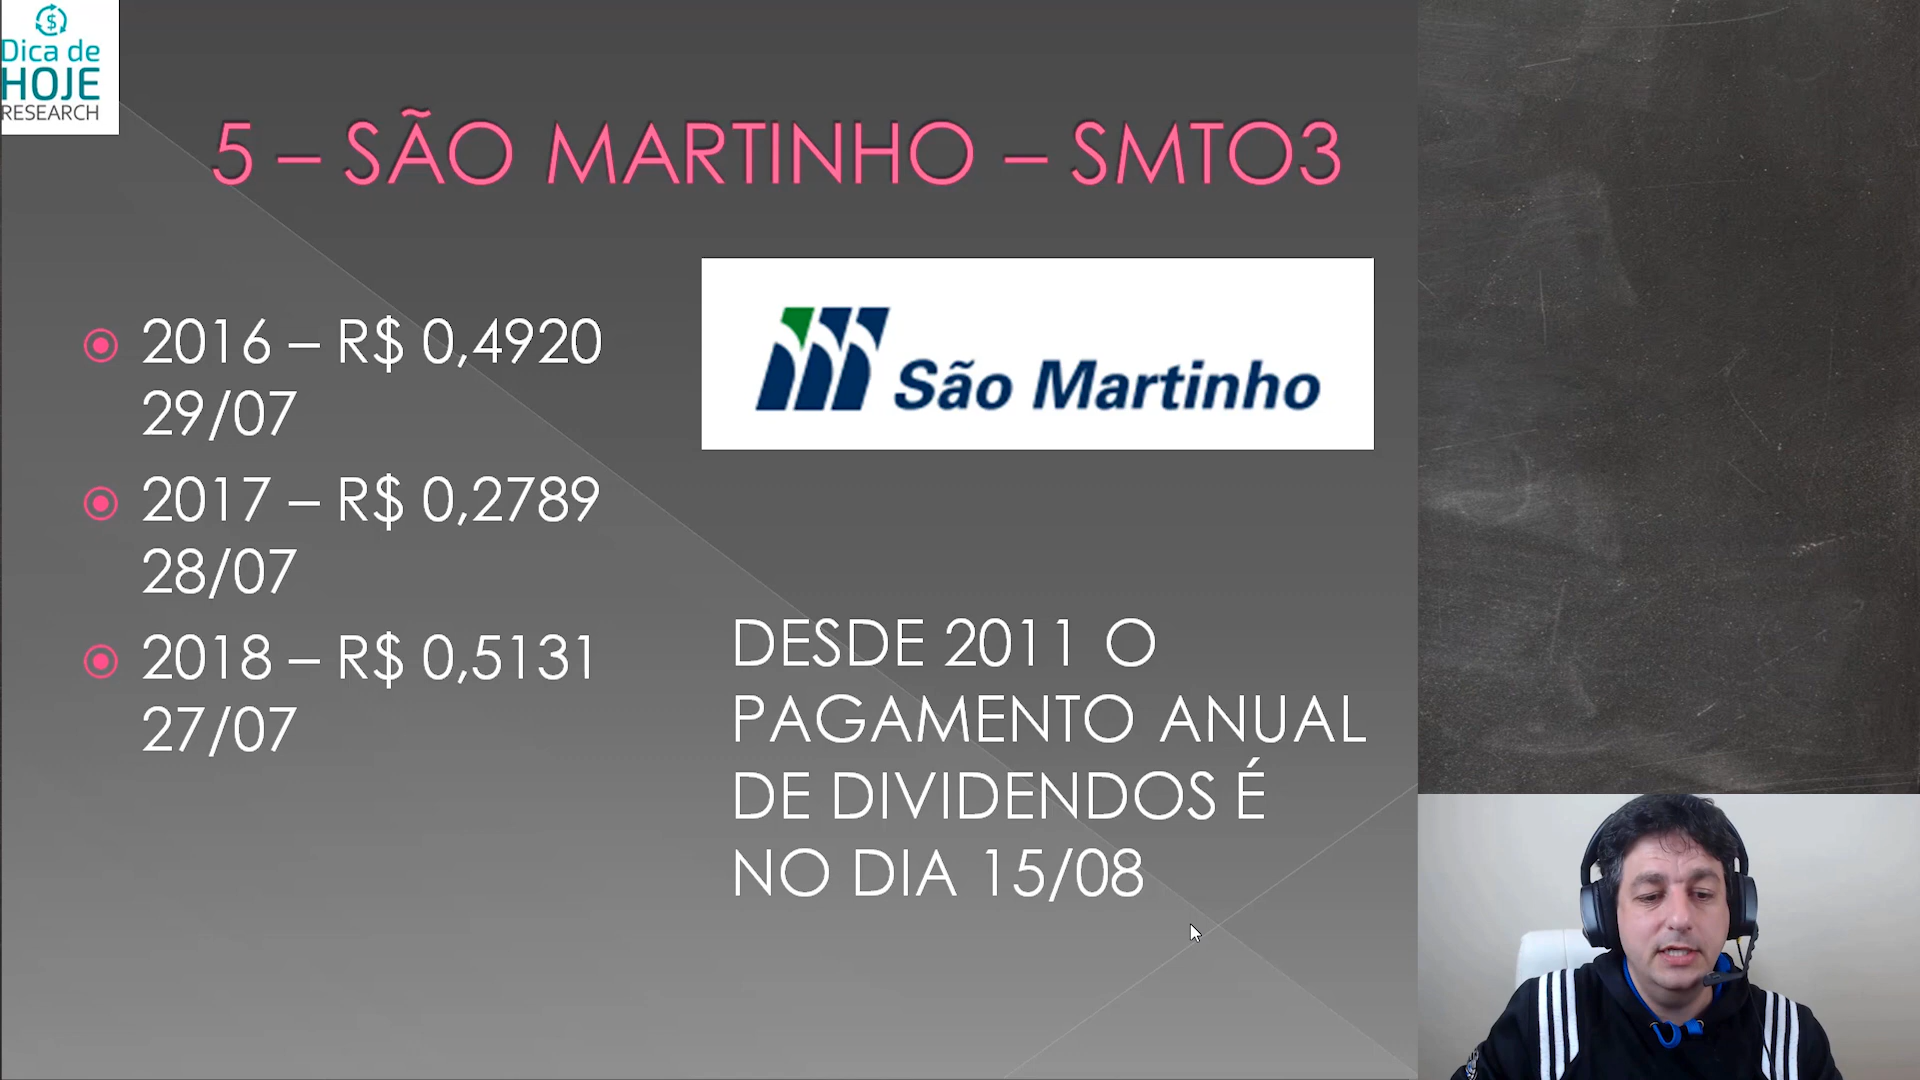 Dica de
HOJE
RESEARCH
5 – SÃO MARTINHO – SMTO3
2016 – R$ 0,4920
29/07
2017 – R$ 0,2789
28/07
2018 – R$ 0,5131
27/07
São Martinho
DESDE 2011 O
PAGAMENTO ANUAL
DE DIVIDENDOS É
NO DIA 15/08